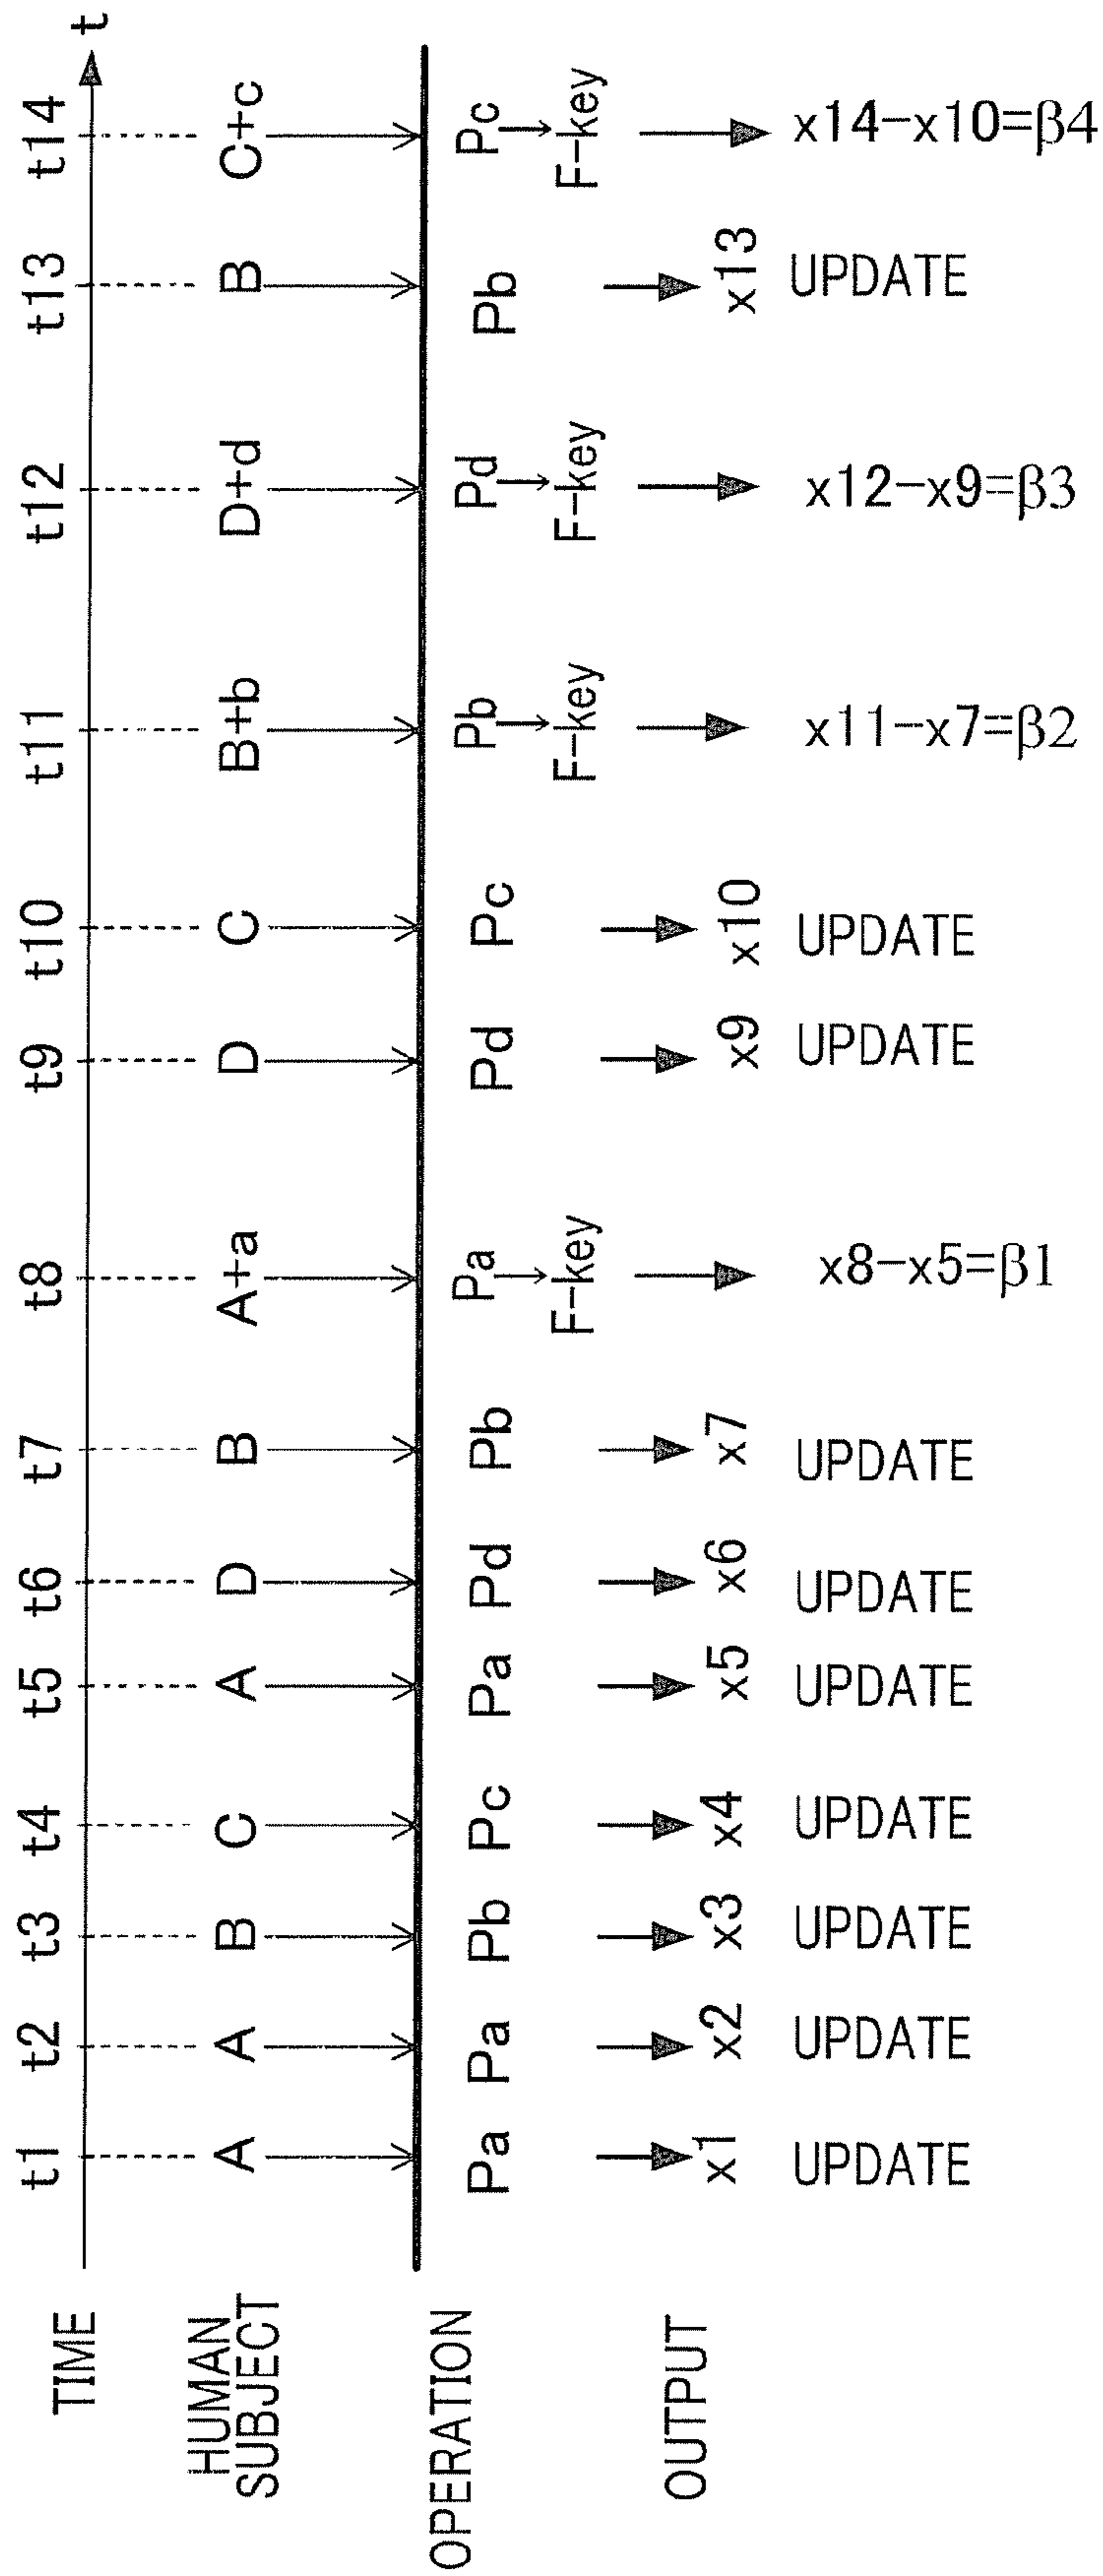 TIME
t1 t2 t3 t4 t5 t6 t7 t8 t9 t10 t11 t12 t13 t14 t
HUMAN
SUBJECT
A A B C A D B A+a D C B+b D+d B C+c
OPERATION
Pa Pa Pb Pc Pa Pd Pb Pa Pd Pc Pb Pd Pb Pc
F-key F-key F-key F-key
OUTPUT
x1 x2 x3 x4 x5 x6 x7 x9 x10 x13
UPDATE UPDATE UPDATE UPDATE UPDATE UPDATE UPDATE x8-x5=β1 UPDATE UPDATE x11-x7=β2 x12-x9=β3 UPDATE x14-x10=β4